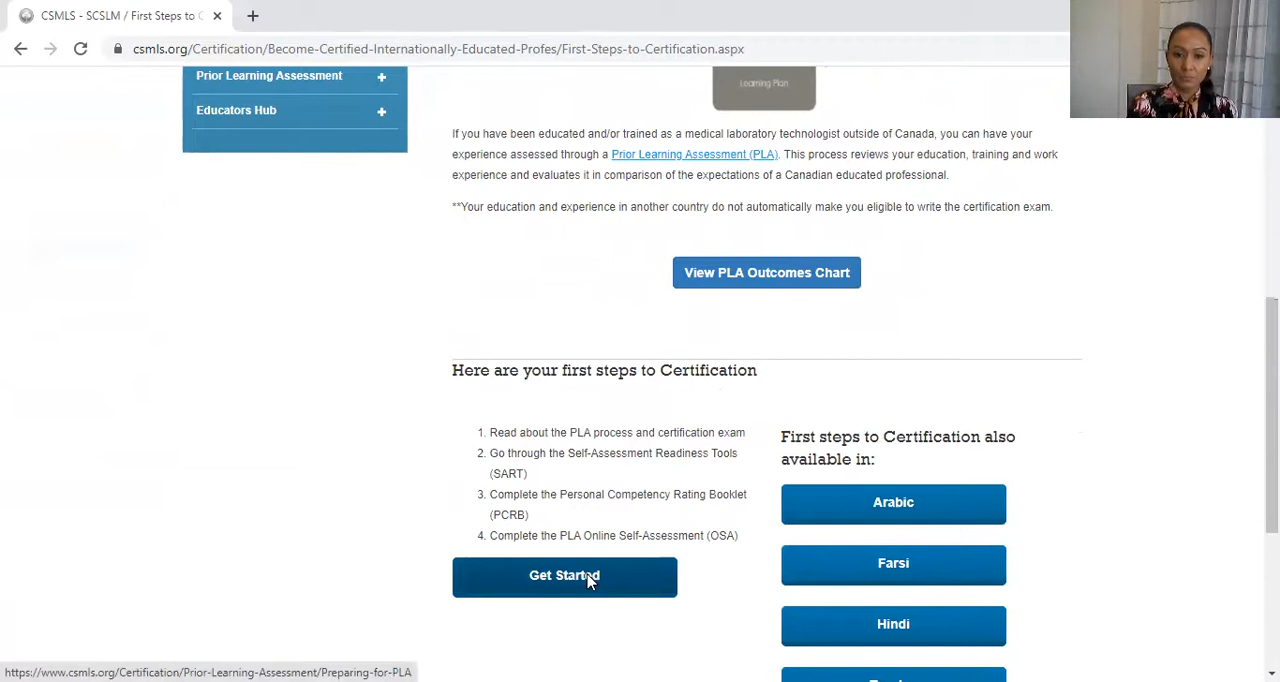 CSMLS - SCSLM / First Steps to C
csmls.org/Certification/Become-Certified-Internationally-Educated-Profes/First-Steps-to-Certification.aspx
Prior Learning Assessment
Educators Hub
Learning Plan
If you have been educated and/or trained as a medical laboratory technologist outside of Canada, you can have your
experience assessed through a Prior Learning Assessment (PLA). This process reviews your education, training and work
experience and evaluates it in comparison of the expectations of a Canadian educated professional.
**Your education and experience in another country do not automatically make you eligible to write the certification exam.
View PLA Outcomes Chart
Here are your first steps to Certification
1. Read about the PLA process and certification exam
2. Go through the Self-Assessment Readiness Tools
(SART)
3. Complete the Personal Competency Rating Booklet
(PCRB)
4. Complete the PLA Online Self-Assessment (OSA)
Get Started
First steps to Certification also
available in:
Arabic
Farsi
Hindi
https://www.csmls.org/Certification/Prior-Learning-Assessment/Preparing-for-PLA